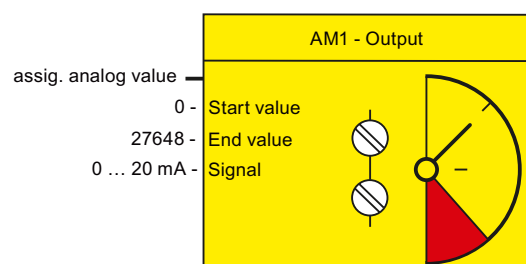 AM1 - Output
assig. analog value
0 - Start value
27648 - End value
0 … 20 mA - Signal